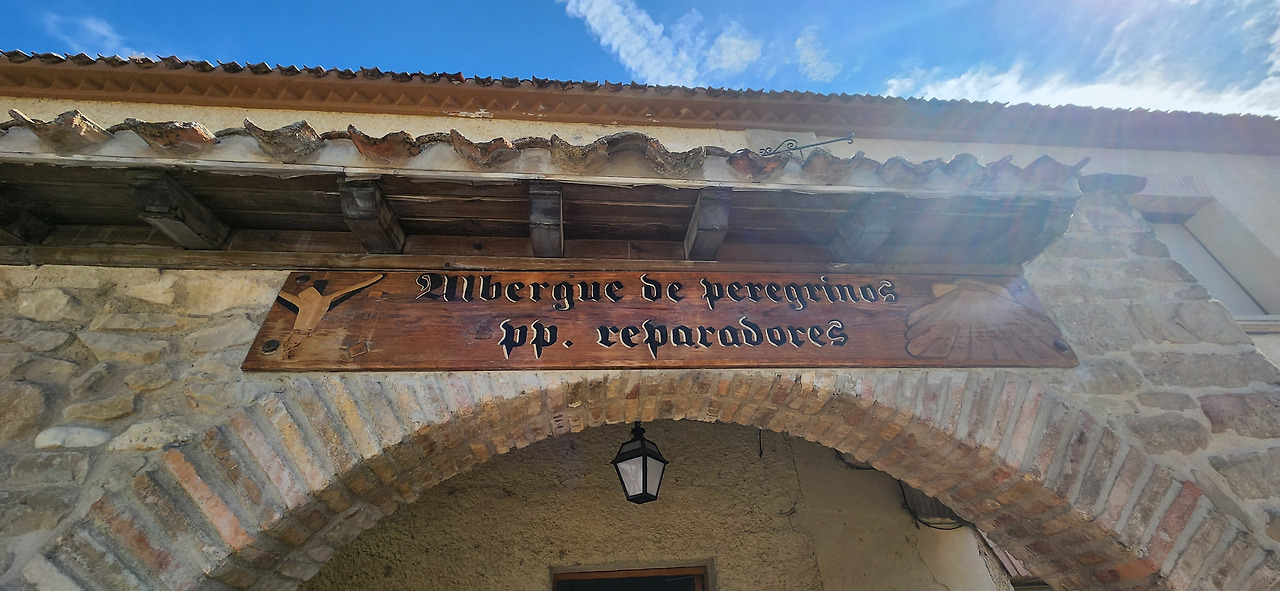 Albergue de peregrinos
pp. reparadores